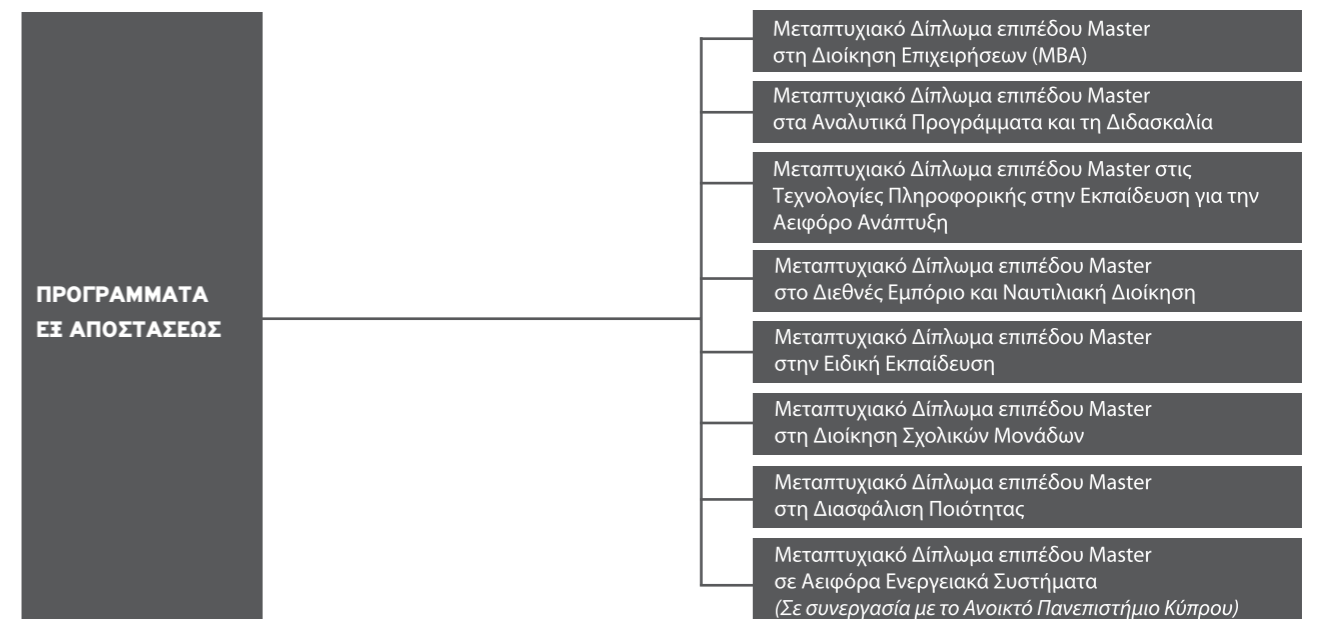 ΠΡΟΓΡΑΜΜΑΤΑ
ΕΞ ΑΠΟΣΤΑΣΕΩΣ
Μεταπτυχιακό Δίπλωμα επιπέδου Master
στη Διοίκηση Επιχειρήσεων (MBA)
Μεταπτυχιακό Δίπλωμα επιπέδου Master
στα Αναλυτικά Προγράμματα και τη Διδασκαλία
Μεταπτυχιακό Δίπλωμα επιπέδου Master στις
Τεχνολογίες Πληροφορικής στην Εκπαίδευση για την
Αειφόρο Ανάπτυξη
Μεταπτυχιακό Δίπλωμα επιπέδου Master
στο Διεθνές Εμπόριο και Ναυτιλιακή Διοίκηση
Μεταπτυχιακό Δίπλωμα επιπέδου Master
στην Ειδική Εκπαίδευση
Μεταπτυχιακό Δίπλωμα επιπέδου Master
στη Διοίκηση Σχολικών Μονάδων
Μεταπτυχιακό Δίπλωμα επιπέδου Master
στη Διασφάλιση Ποιότητας
Μεταπτυχιακό Δίπλωμα επιπέδου Master
σε Αειφόρα Ενεργειακά Συστήματα
(Σε συνεργασία με το Ανοικτό Πανεπιστήμιο Κύπρου)